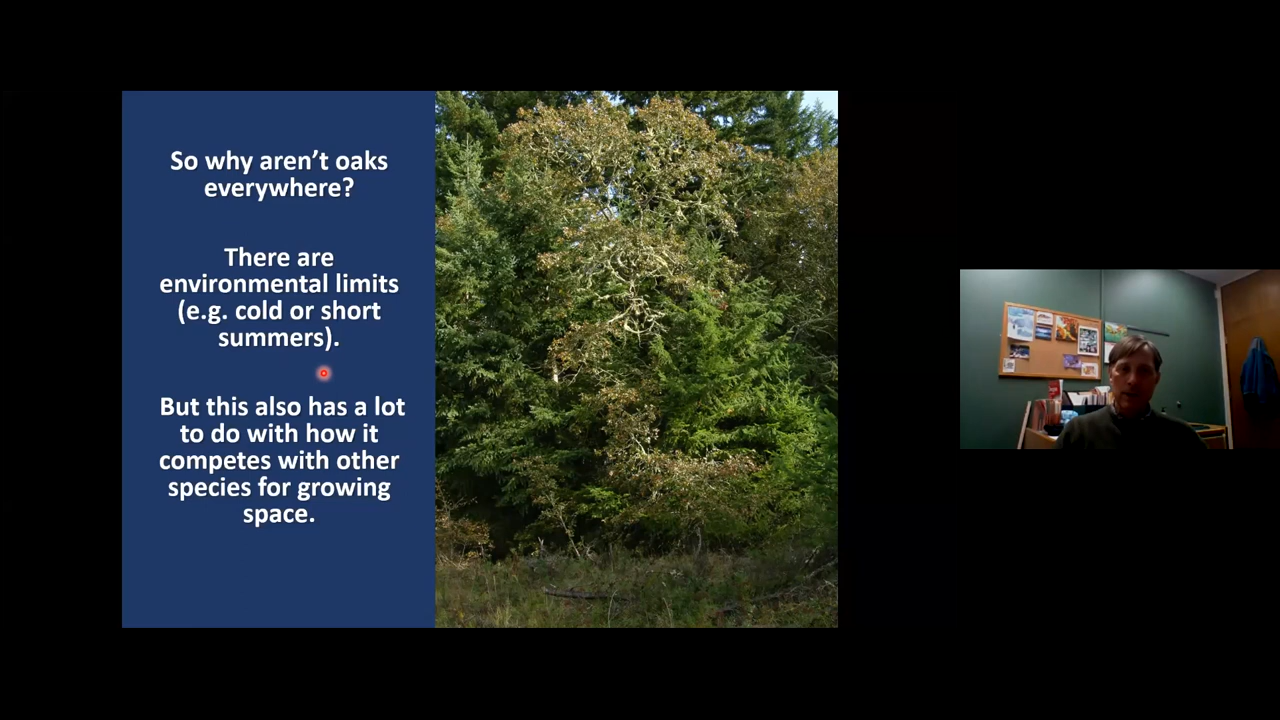 So why aren't oaks
everywhere?
There are
environmental limits
(e.g. cold or short
summers).
But this also has a lot
to do with how it
competes with other
species for growing
space.